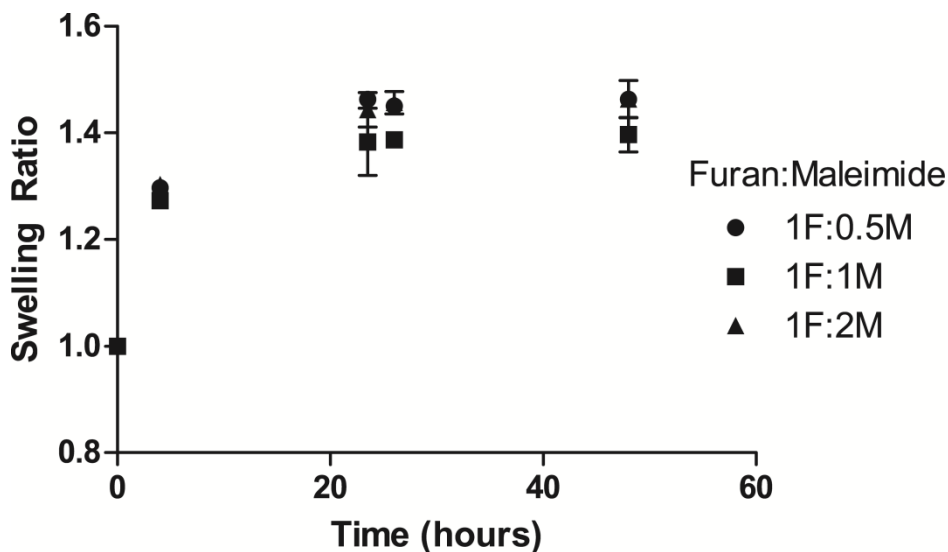 1.6
1.4
1.2
1.0
0.8
Swelling Ratio
0
20
40
60
Time (hours)
Furan:Maleimide
1F:0.5M
1F:1M
1F:2M